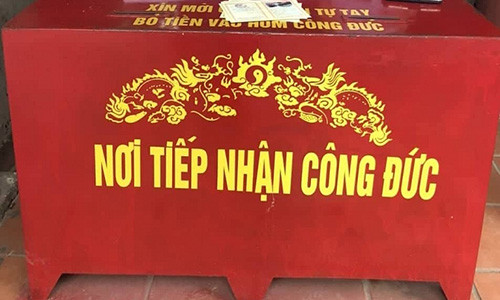 XIN MỜI TỰ TAY
BỎ TIỀN VÀO HÒM CÔNG ĐỨC
NƠI TIẾP NHẬN CÔNG ĐỨC